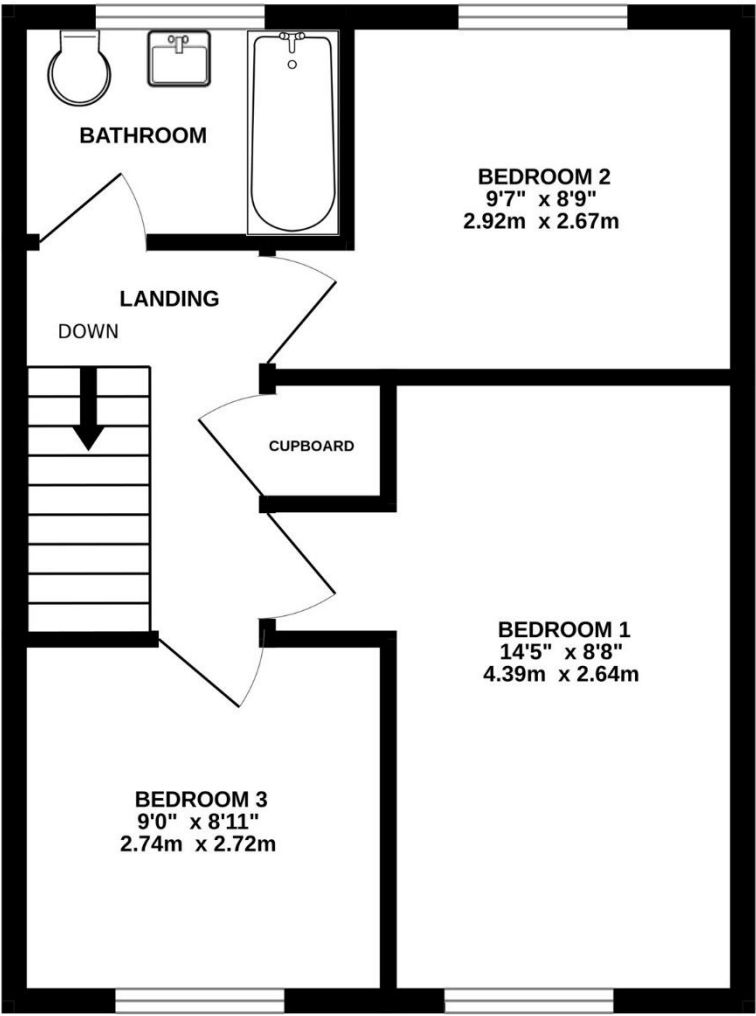 BATHROOM
BEDROOM 2
9'7" x 8'9"
2.92m x 2.67m
LANDING
DOWN
CUPBOARD
BEDROOM 1
14'5" x 8'8"
4.39m x 2.64m
BEDROOM 3
9'0" x 8'11"
2.74m x 2.72m